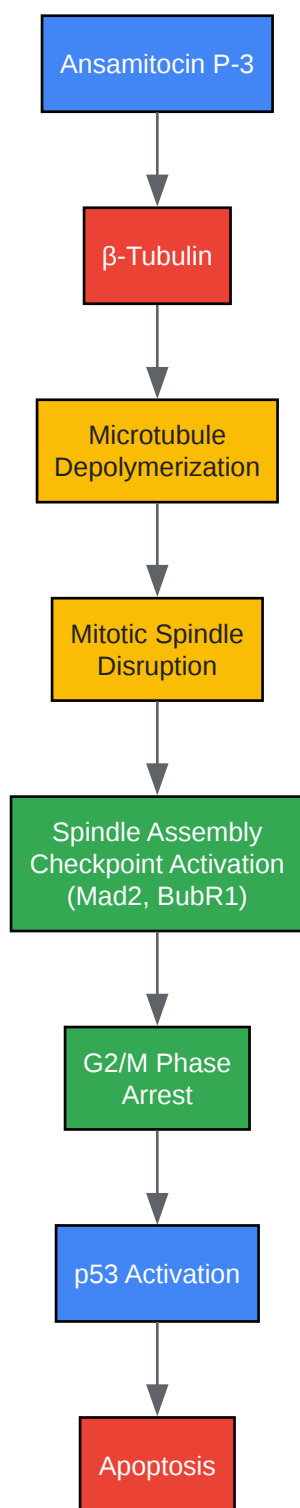 Ansamitocin P-3
β-Tubulin
Microtubule
Depolymerization
Mitotic Spindle
Disruption
Spindle Assembly
Checkpoint Activation
(Mad2, BubR1)
G2/M Phase
Arrest
p53 Activation
Apoptosis